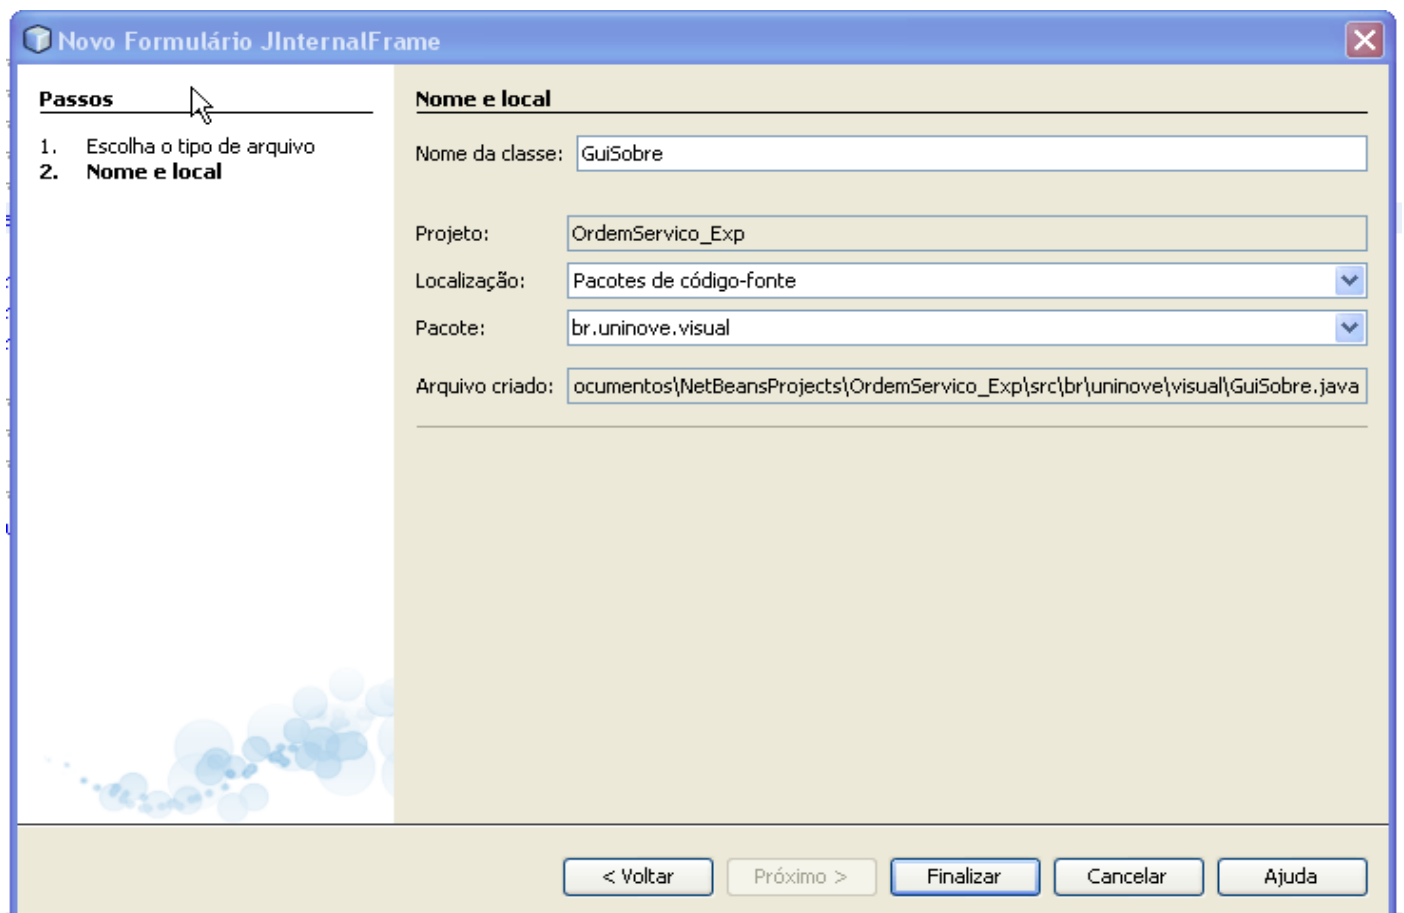 Novo Formulário JInternalFrame
Passos
1. Escolha o tipo de arquivo
2. Nome e local
Nome e local
Nome da classe: GuiSobre
Projeto: OrdemServico_Exp
Localização: Pacotes de código-fonte
Pacote: br.uninove.visual
Arquivo criado: ocumentos\NetBeansProjects\OrdemServico_Exp\src\br\uninove\visual\GuiSobre.java
< Voltar Próximo > Finalizar Cancelar Ajuda